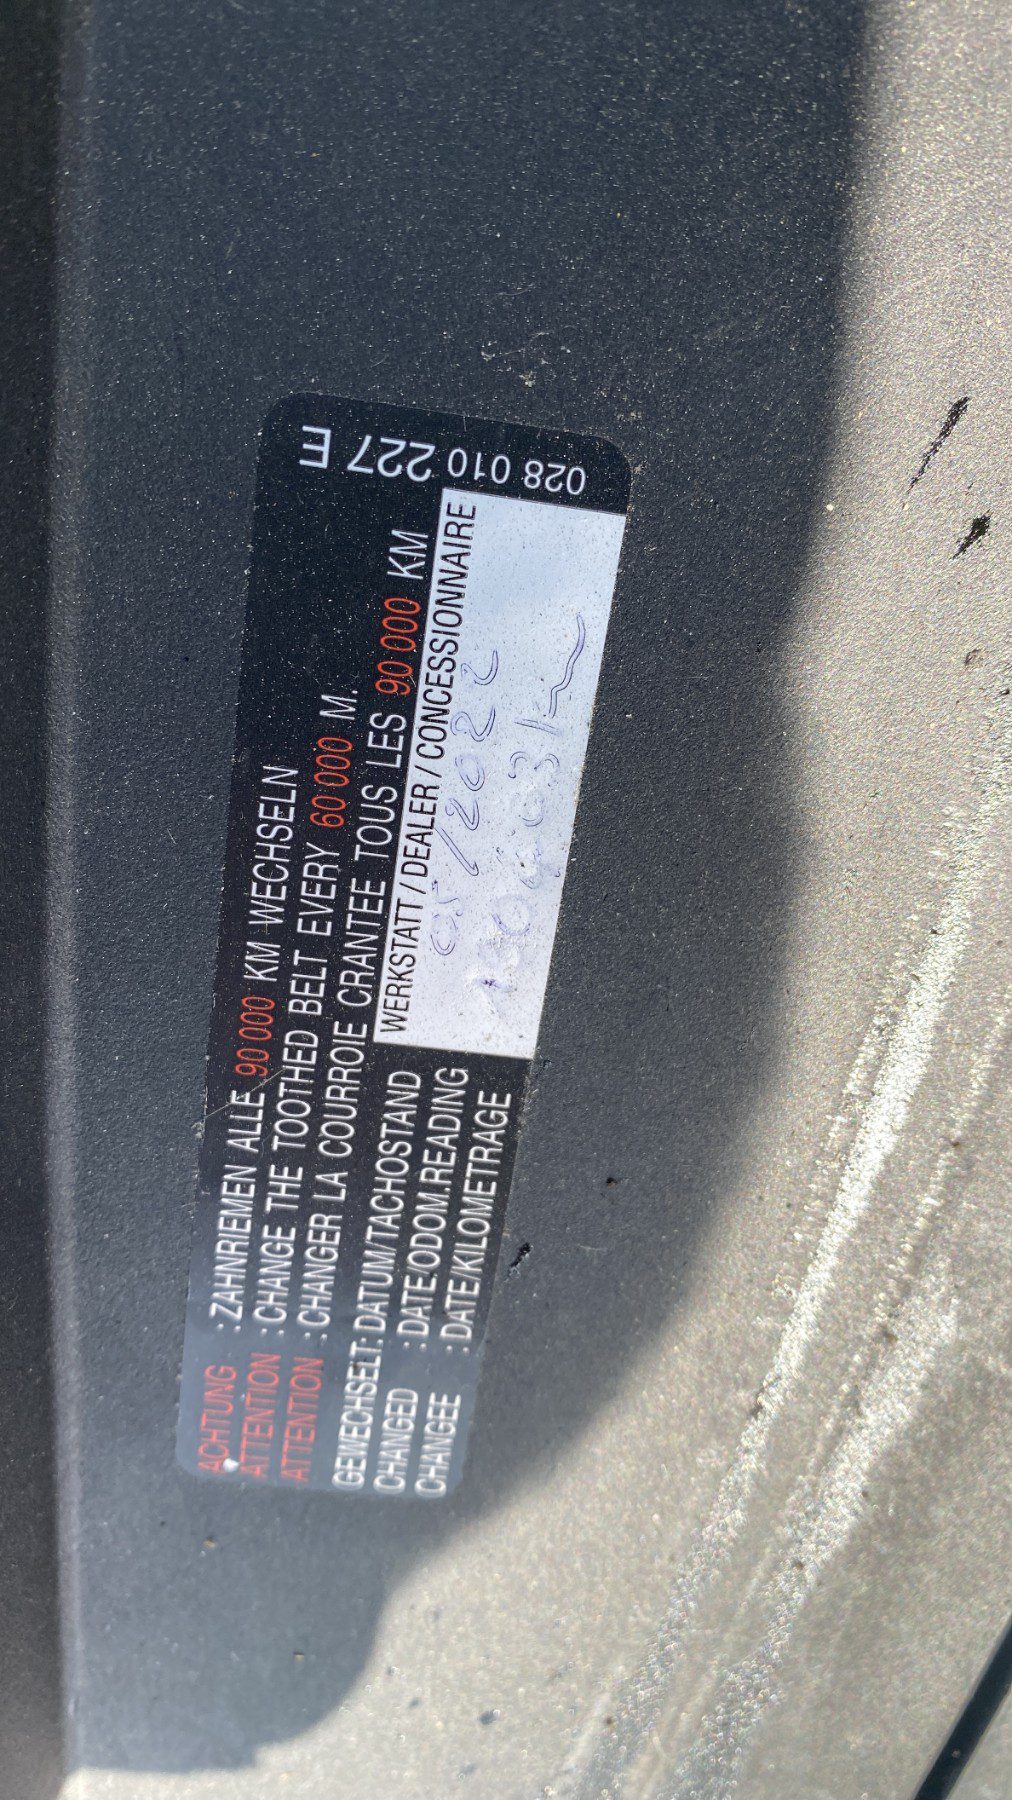 ACHTUNG : ZAHNRIEMEN ALLE 90 000 KM WECHSELN
ATTENTION : CHANGE THE TOOTHED BELT EVERY 60 000 M.
ATTENTION : CHANGER LA COURROIE CRANTEE TOUS LES 90 000 KM
GEWECHSELT: DATUM/TACHOSTAND
CHANGED : DATE/ODOM.READING
CHANGEE : DATE/KILOMETRAGE
WERKSTATT / DEALER / CONCESSIONNAIRE
05/2022
028 010 227 E